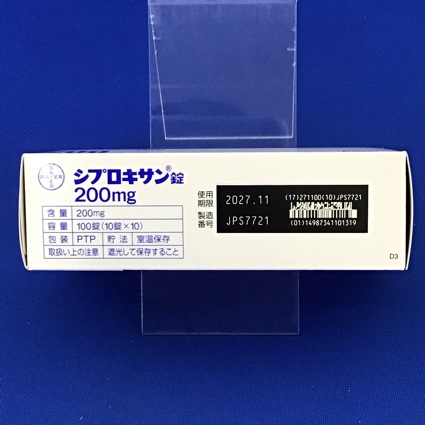 シプロキサン®錠
200mg
含 量 200mg
容 量 100錠(10錠×10)
包 装 PTP 貯 法 室温保存
取扱い上の注意 遮光して保存すること
使用期限 2027.11
製造番号 JPS7721
(17)271100(10)JPS7721
(01)14987341101319
D3